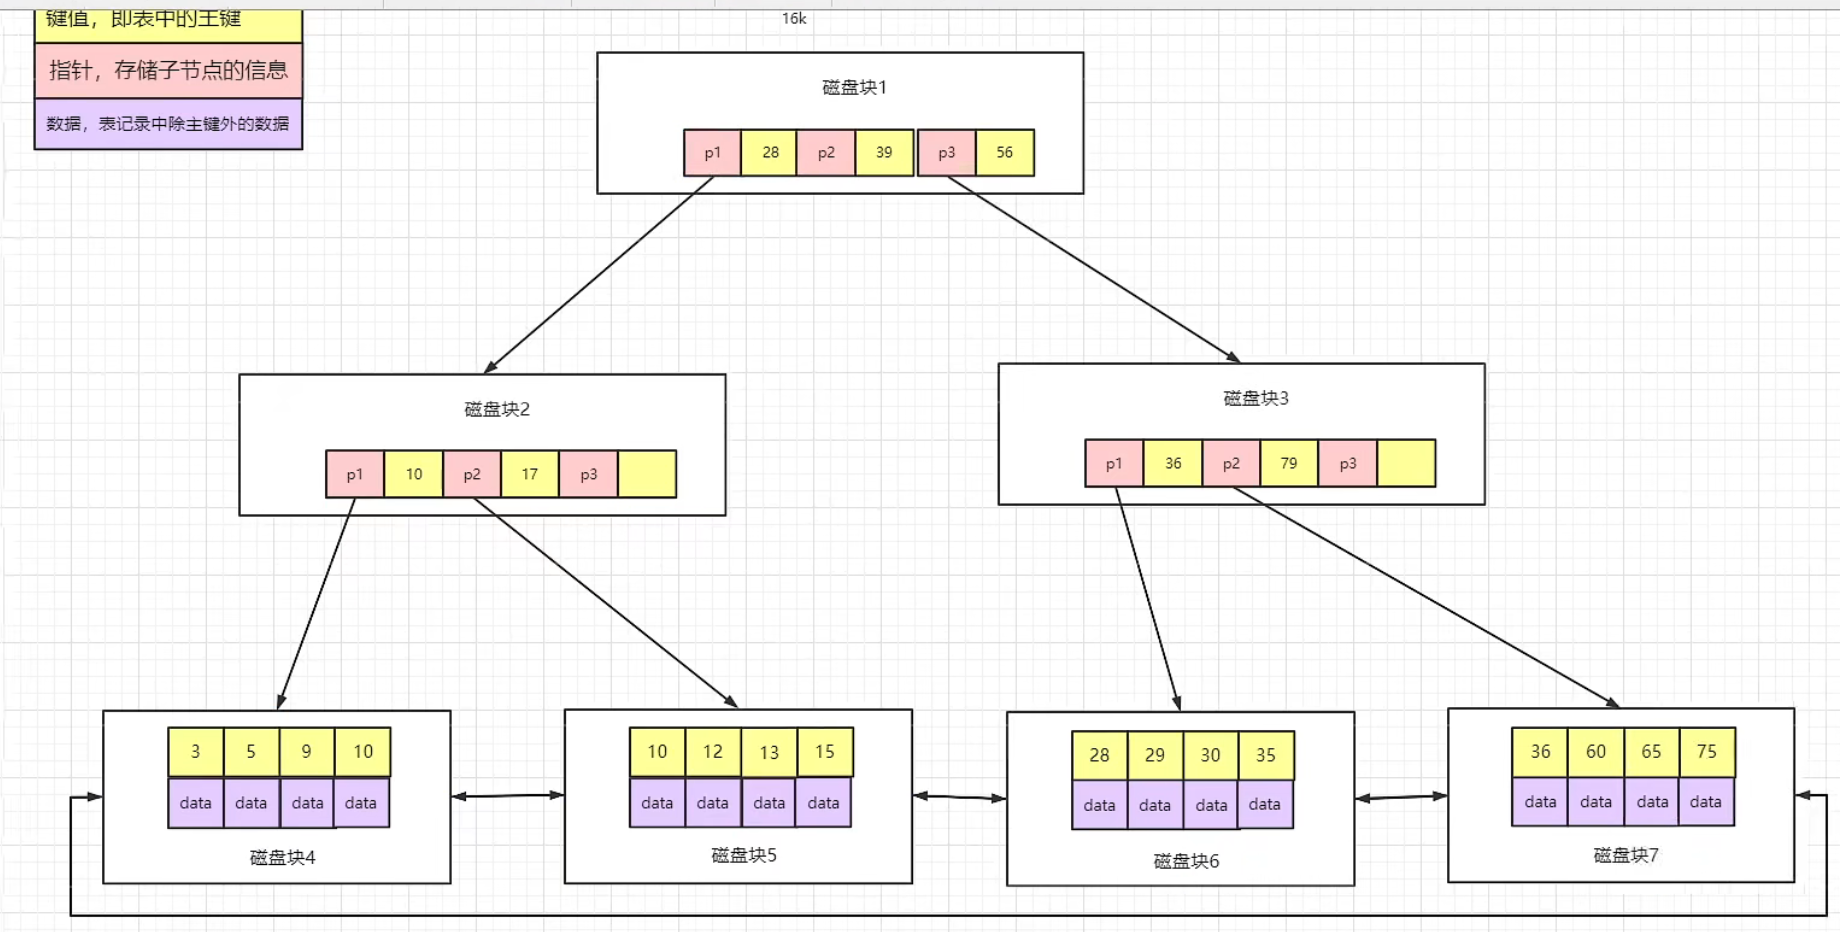 16k
键值，即表中的主键
指针，存储子节点的信息
数据，表记录中除主键外的数据
磁盘块1
p1 28 p2 39 p3 56
磁盘块2
p1 10 p2 17 p3
磁盘块3
p1 36 p2 79 p3
3 5 9 10
data data data data
磁盘块4
10 12 13 15
data data data data
磁盘块5
28 29 30 35
data data data data
磁盘块6
36 60 65 75
data data data data
磁盘块7